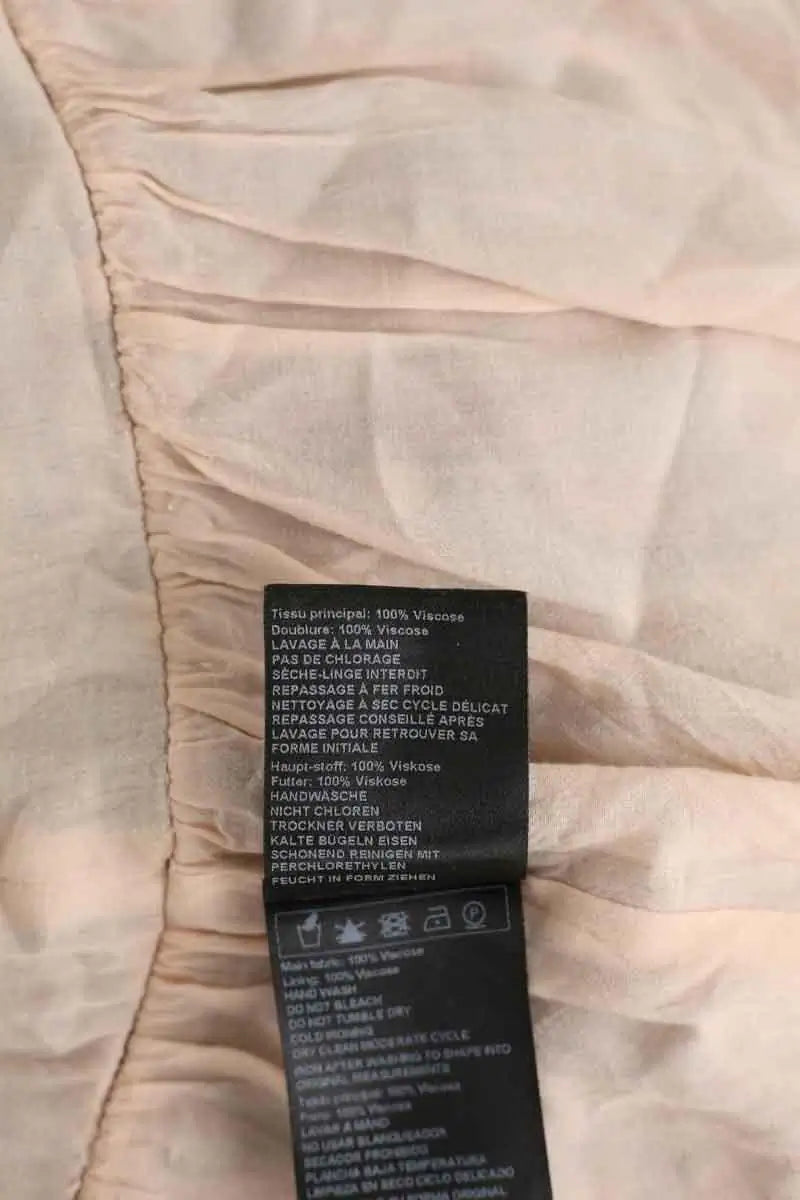 Tissu principal: 100% Viscose
Doublure: 100% Viscose
LAVAGE À LA MAIN
PAS DE CHLORAGE
SÈCHE-LINGE INTERDIT
REPASSAGE À FER FROID
NETTOYAGE À SEC CYCLE DÉLICAT
REPASSAGE CONSEILLÉ APRÈS
LAVAGE POUR RETROUVER SA
FORME INITIALE
Haupt-stoff: 100% Viskose
Futter: 100% Viskose
HANDWÄSCHE
NICHT CHLOREN
TROCKNER VERBOTEN
KALTE BÜGELN EISEN
SCHONEND REINIGEN MIT
PERCHLORETHYLEN
FEUCHT IN FORM ZIEHEN
P
Main fabric: 100% Viscose
Lining: 100% Viscose
HAND WASH
DO NOT BLEACH
DO NOT TUMBLE DRY
COLD IRONING
DRY CLEAN MODERATE CYCLE
IRON AFTER WASHING TO SHAPE INTO
ORIGINAL MEASUREMENTS
Tejido principal: 100% Viscosa
Forro: 100% Viscosa
LAVAR A MANO
NO USAR BLANQUEADOR
SECADOR PROHIBIDO
PLANCHA BAJA TEMPERATURA
LIMPIEZA EN SECO CICLO DELICADO
FORMA ORIGINAL